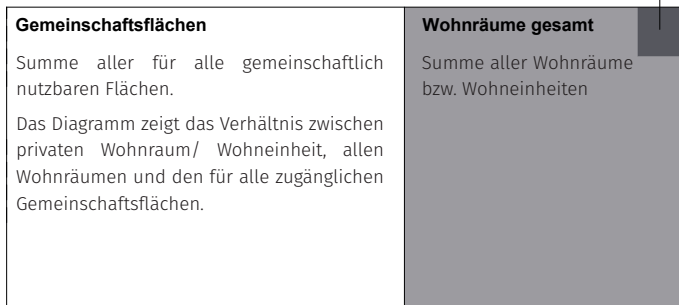 Gemeinschaftsflächen
Summe aller für alle gemeinschaftlich
nutzbaren Flächen.
Das Diagramm zeigt das Verhältnis zwischen
privaten Wohnraum/ Wohneinheit, allen
Wohnräumen und den für alle zugänglichen
Gemeinschaftsflächen.
Wohnräume gesamt
Summe aller Wohnräume
bzw. Wohneinheiten